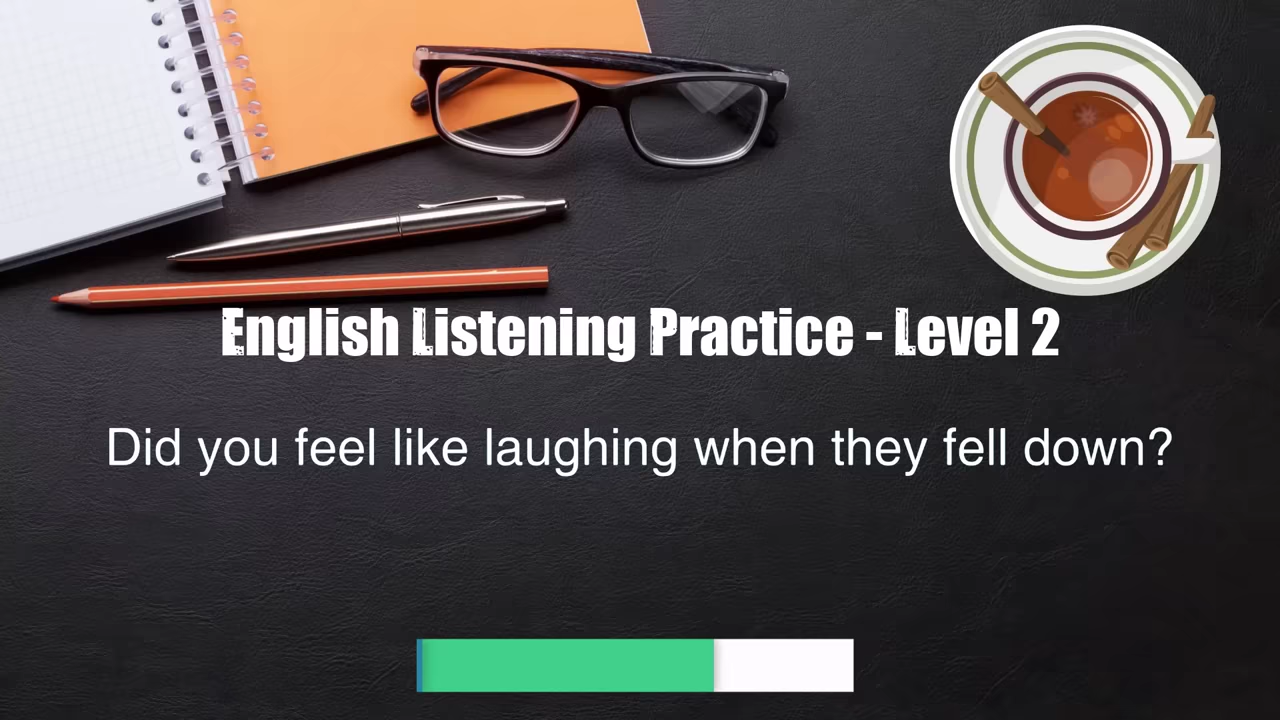 English Listening Practice - Level 2
Did you feel like laughing when they fell down?